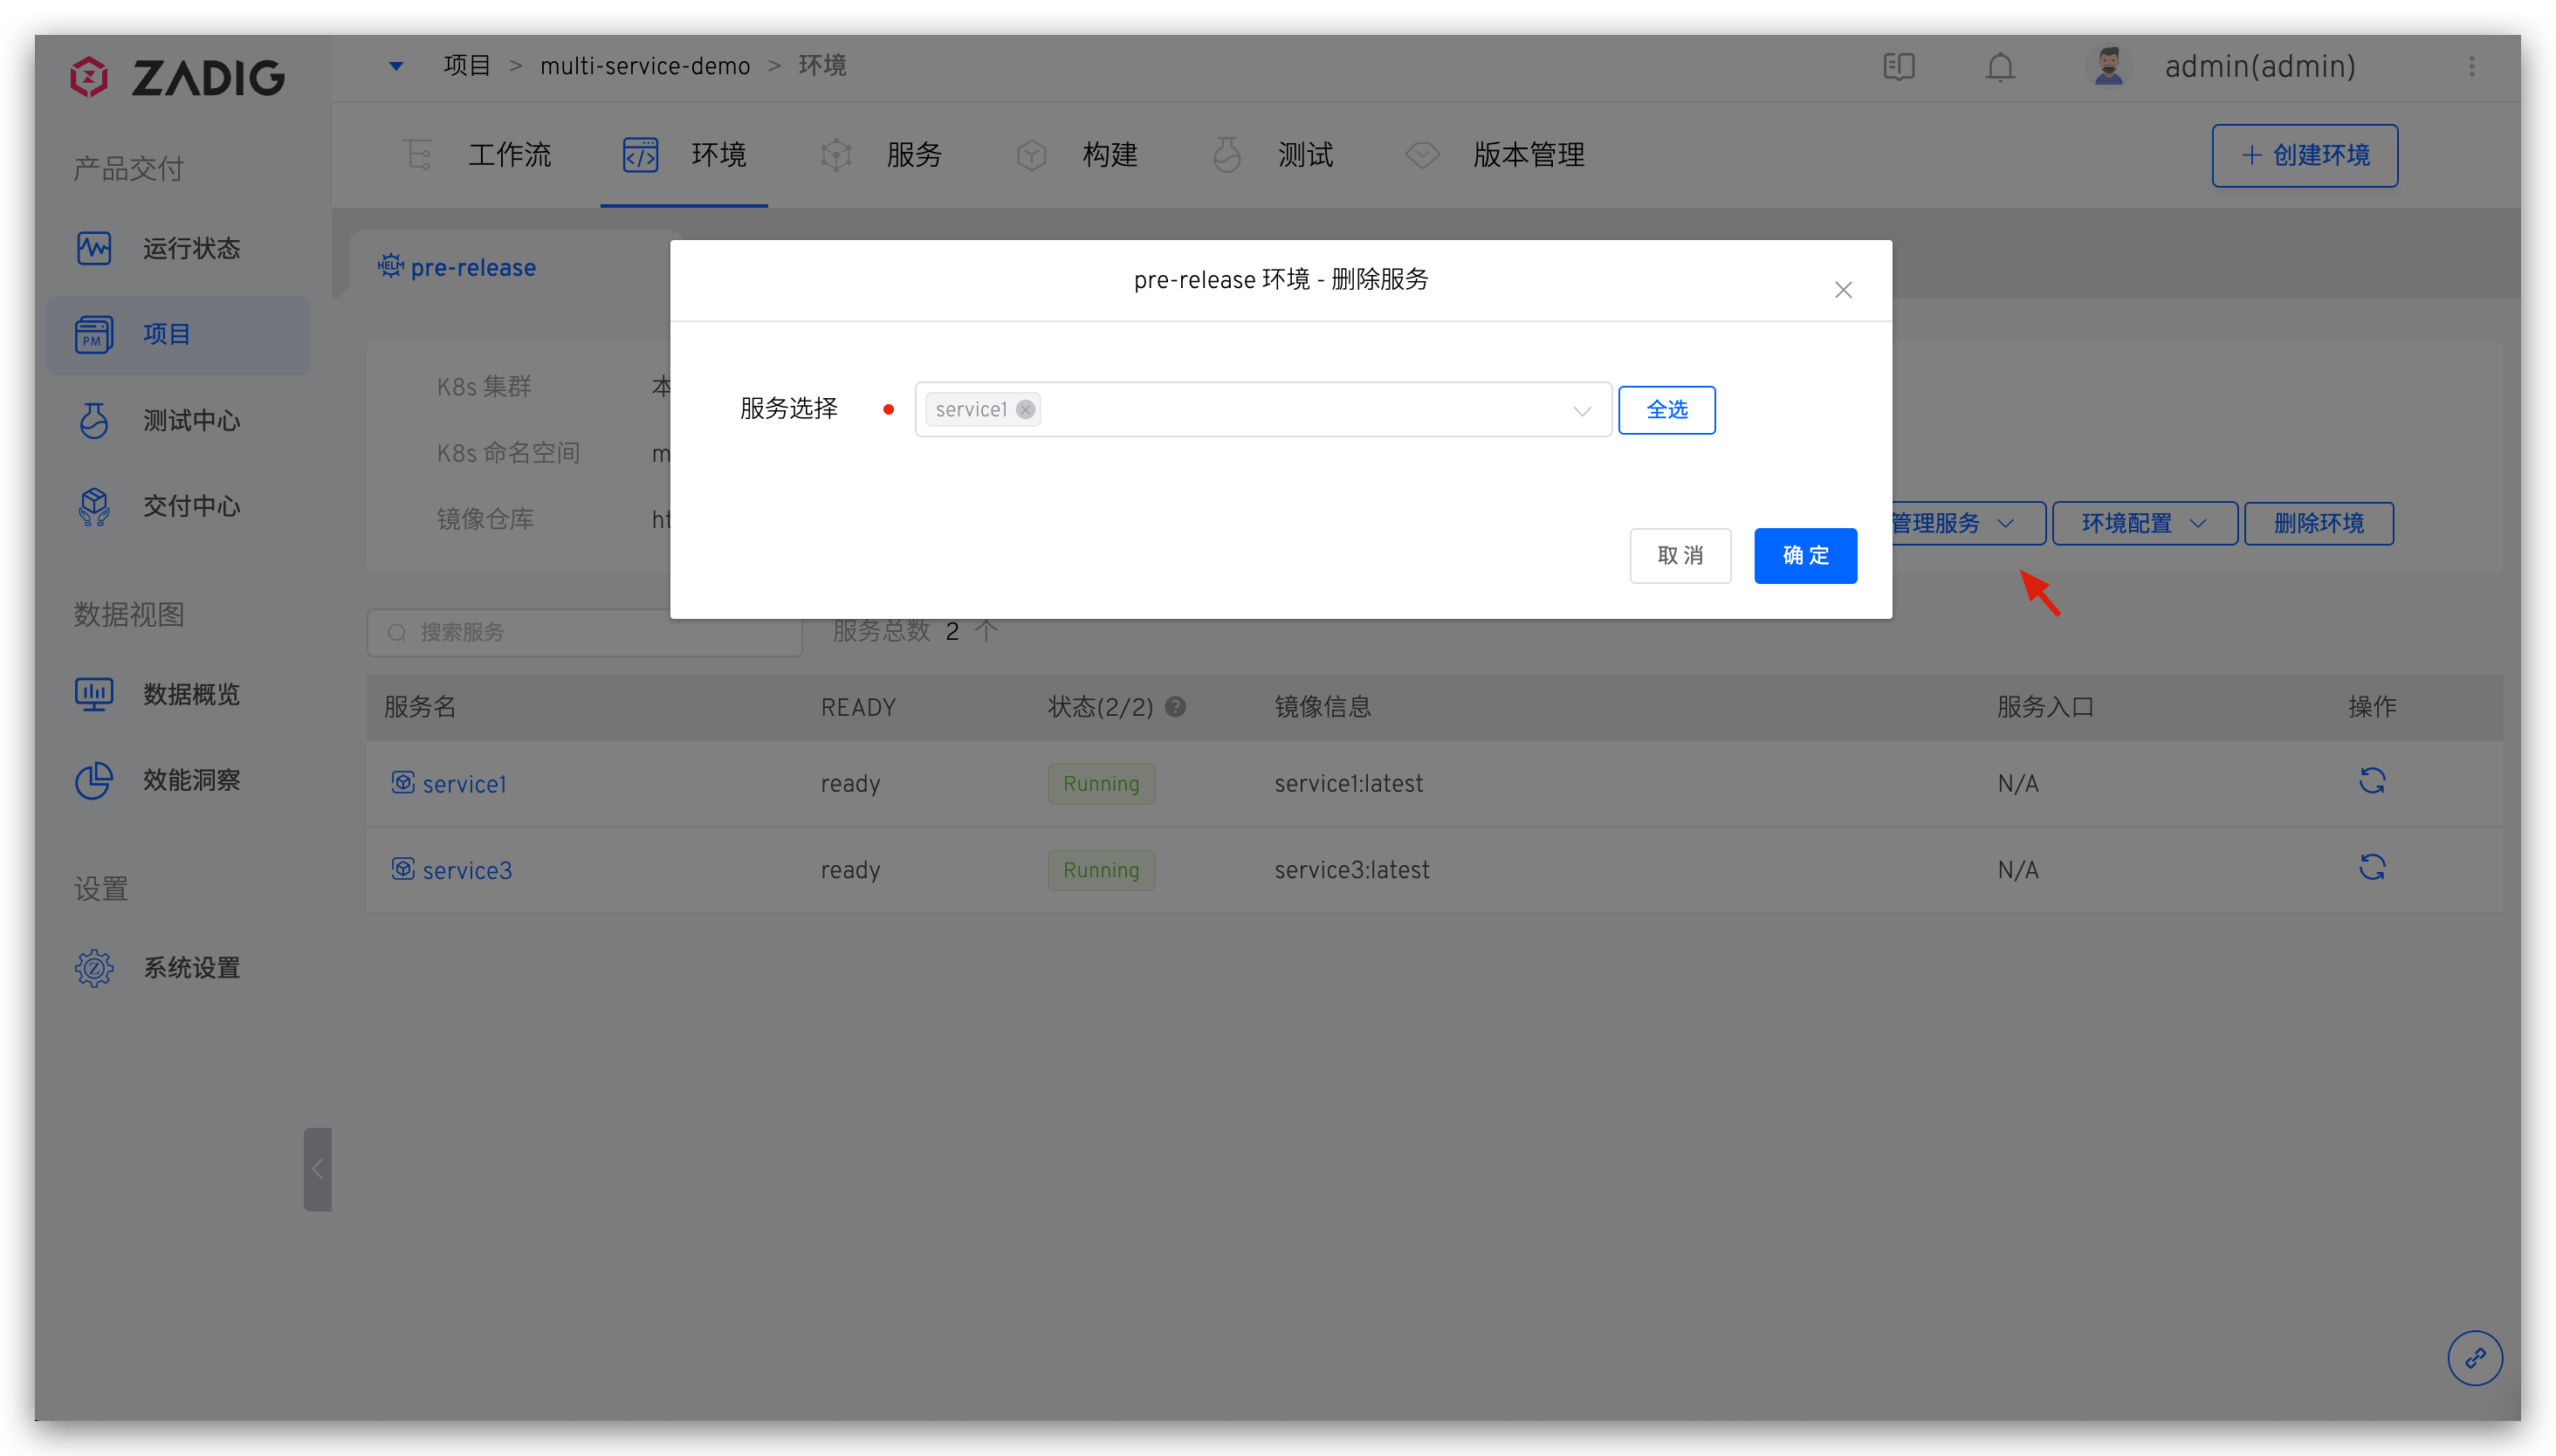 ZADIG
项目 > multi-service-demo > 环境
admin(admin)
工作流
环境
服务
构建
测试
版本管理
+ 创建环境
产品交付
运行状态
项目
PM
测试中心
交付中心
数据视图
数据概览
效能洞察
设置
系统设置
HELM pre-release
pre-release 环境 - 删除服务
服务选择
service1
全选
取 消
确 定
K8s 集群 本
K8s 命名空间 m
镜像仓库 ht
管理服务
环境配置
删除环境
搜索服务
服务总数 2 个
服务名 READY 状态(2/2) ? 镜像信息 服务入口 操作
service1 ready Running service1:latest N/A
service3 ready Running service3:latest N/A